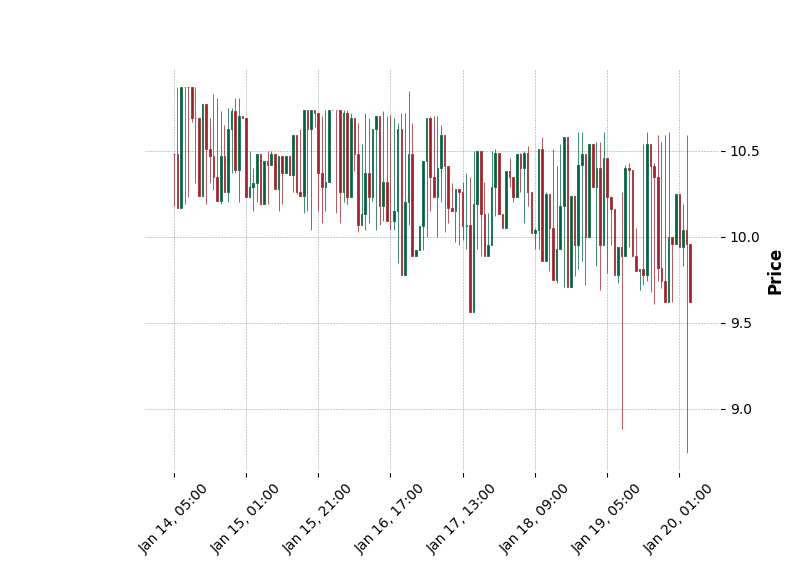 10.5
10.0
9.5
9.0
Price
Jan 14, 05:00
Jan 15, 01:00
Jan 15, 21:00
Jan 16, 17:00
Jan 17, 13:00
Jan 18, 09:00
Jan 19, 05:00
Jan 20, 01:00